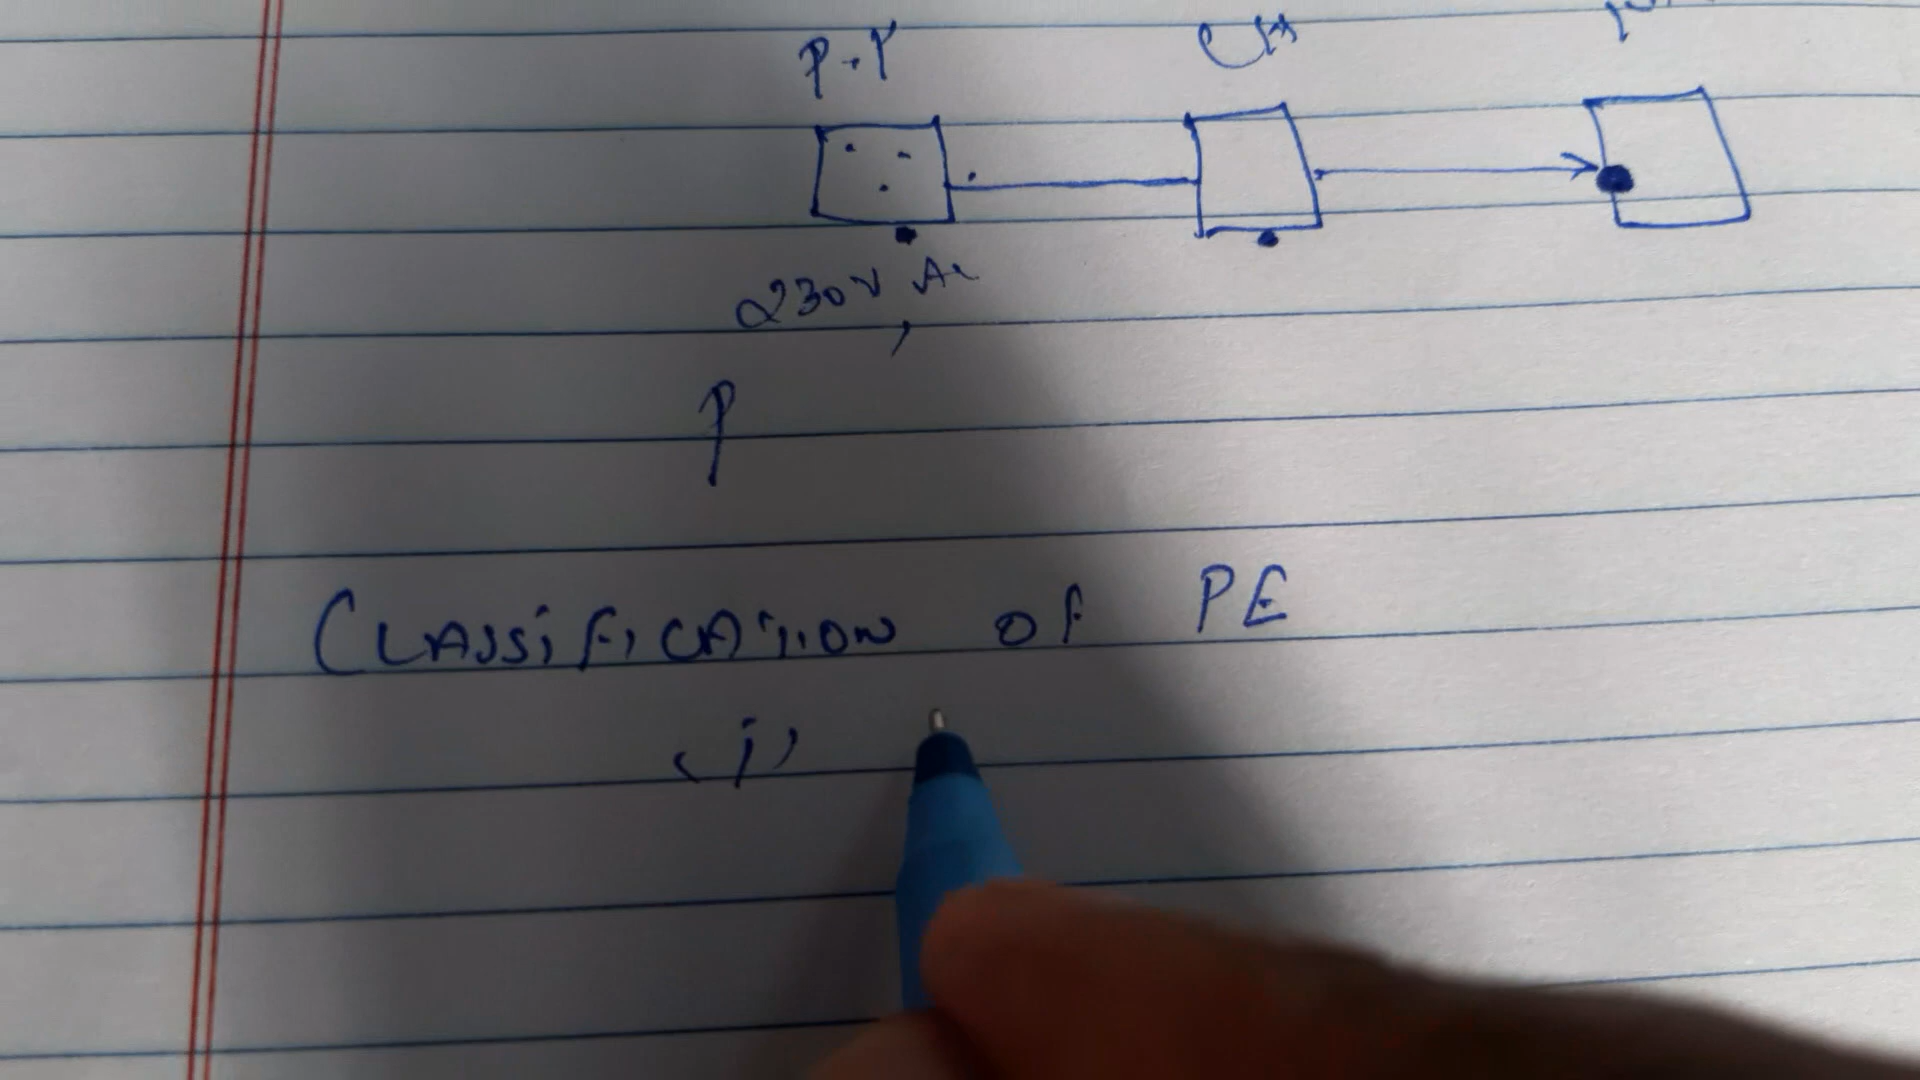 P.P
230V AC
P
CLASSIFICATION OF PE
(i)